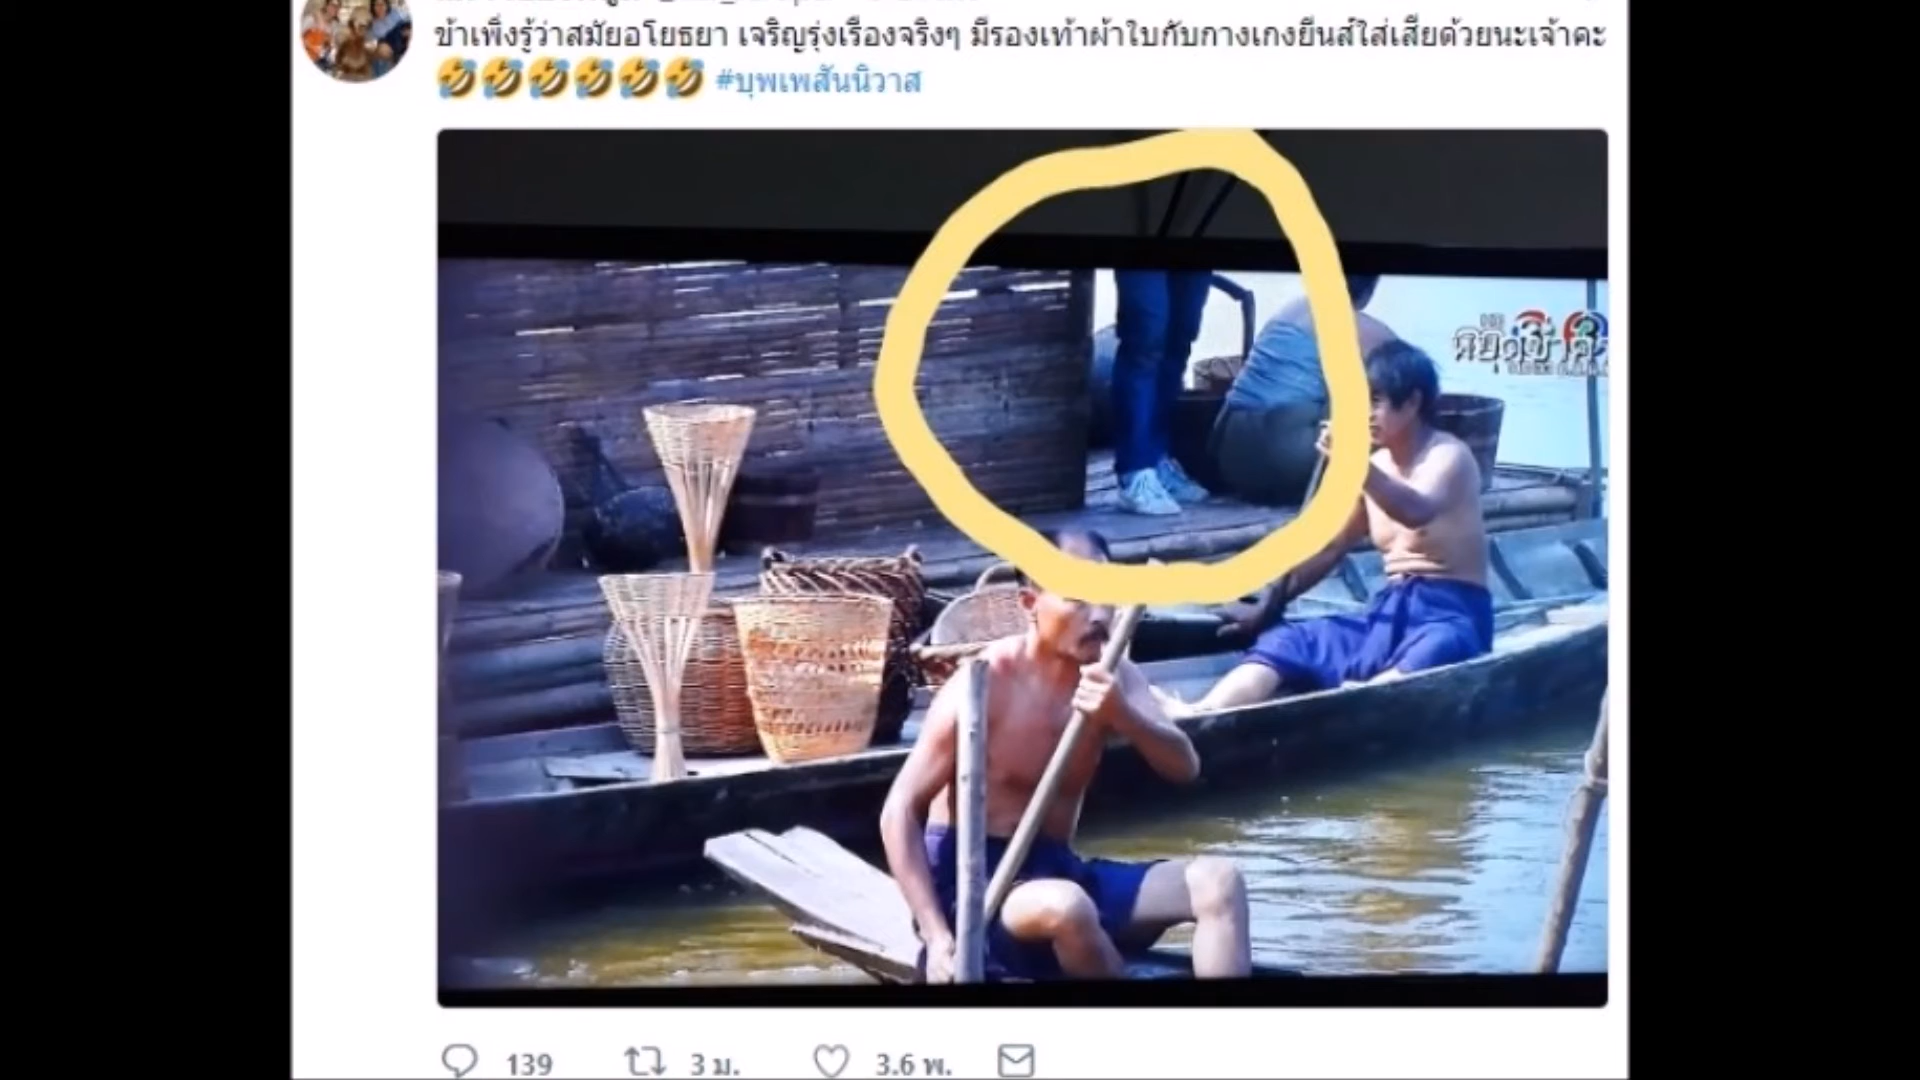 ข้าเพิ่งรู้ว่าสมัยอโยธยา เจริญรุ่งเรืองจริงๆ มีรองเท้าผ้าใบกับกางเกงยีนส์ใส่เสียด้วยนะเจ้าคะ
🤣🤣🤣🤣🤣🤣 #บุพเพสันนิวาส
139 3 ม. 3.6 พ.